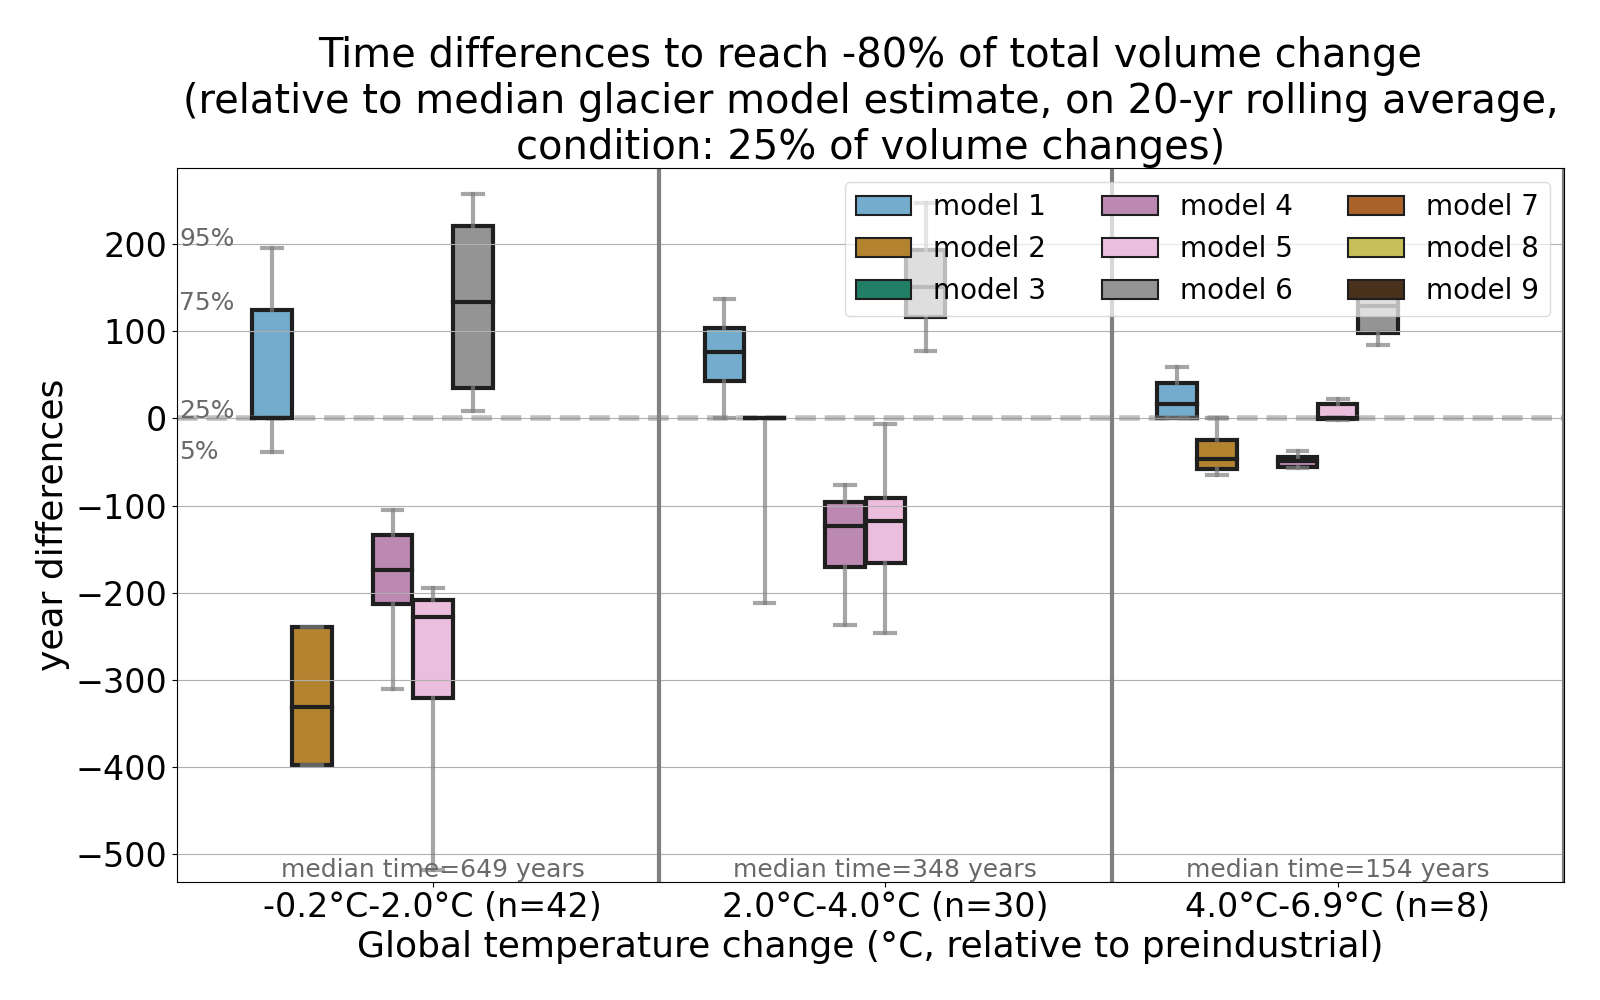 Time differences to reach -80% of total volume change
(relative to median glacier model estimate, on 20-yr rolling average,
condition: 25% of volume changes)
model 1
model 2
model 3
model 4
model 5
model 6
model 7
model 8
model 9
95%
75%
25%
5%
200
100
0
−100
−200
−300
−400
−500
year differences
median time=649 years
median time=348 years
median time=154 years
-0.2°C-2.0°C (n=42)
2.0°C-4.0°C (n=30)
4.0°C-6.9°C (n=8)
Global temperature change (°C, relative to preindustrial)